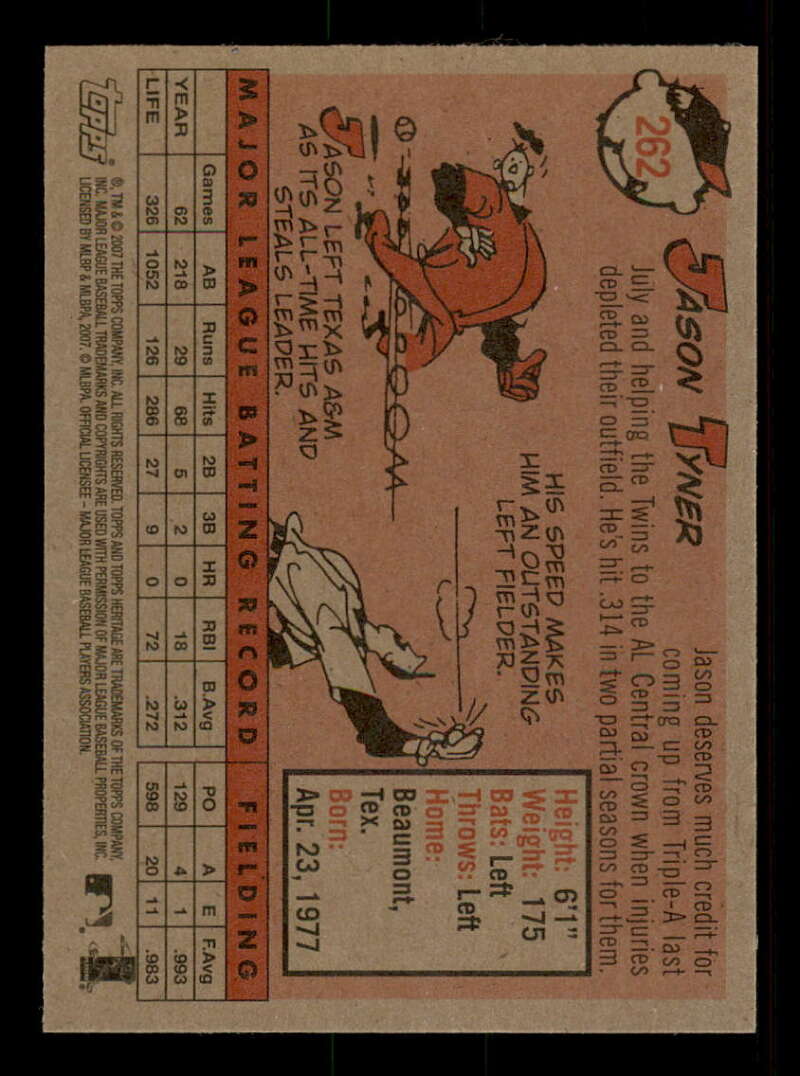 262
JASON TYNER
Jason deserves much credit for
coming up from Triple-A last
July and helping the Twins to the AL Central crown when injuries
depleted their outfield. He's hit .314 in two partial seasons for them.
JASON LEFT TEXAS A&M
AS ITS ALL-TIME HITS AND
STEALS LEADER.
HIS SPEED MAKES
HIM AN OUTSTANDING
LEFT FIELDER.
Height: 6'1"
Weight: 175
Bats: Left
Throws: Left
Home:
Beaumont,
Tex.
Born:
Apr. 23, 1977
MAJOR LEAGUE BATTING RECORD FIELDING
Games AB Runs Hits 2B 3B HR RBI B.Avg PO A E F.Avg
YEAR 62 218 29 68 5 2 0 18 .312 129 4 1 .993
LIFE 326 1052 126 286 27 9 0 72 .272 598 20 11 .983
TOPPS®
®, TM & © 2007 THE TOPPS COMPANY, INC. ALL RIGHTS RESERVED. TOPPS AND TOPPS HERITAGE ARE TRADEMARKS OF THE TOPPS COMPANY,
INC. MAJOR LEAGUE BASEBALL TRADEMARKS AND COPYRIGHTS ARE USED WITH PERMISSION OF MAJOR LEAGUE BASEBALL PROPERTIES, INC.
LICENSED BY MLBP & MLBPA, 2007. © MLBPA. OFFICIAL LICENSEE – MAJOR LEAGUE BASEBALL PLAYERS ASSOCIATION.